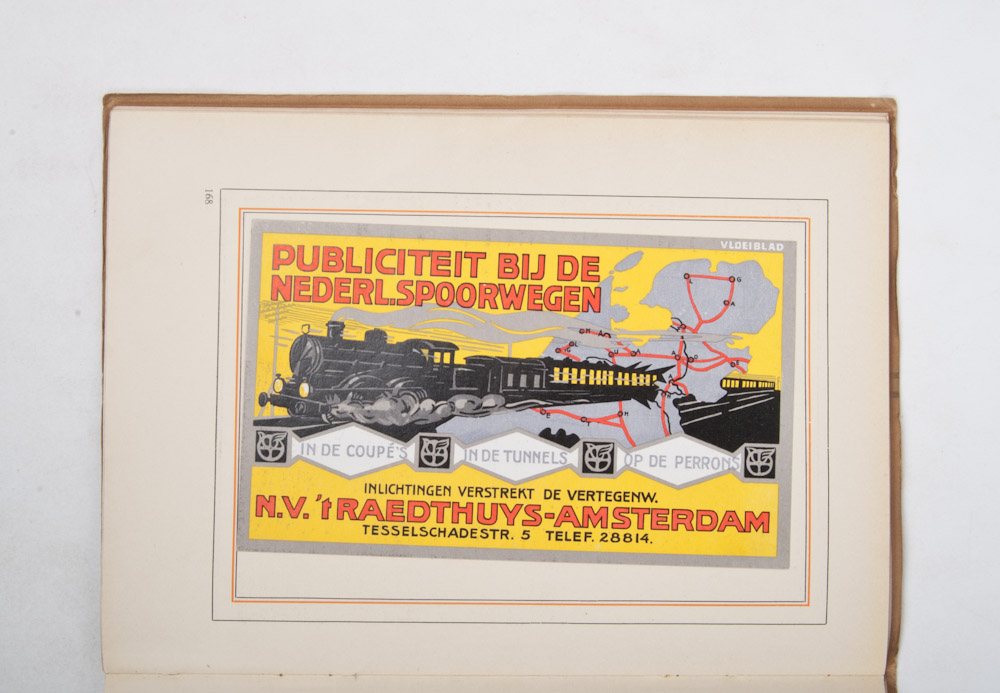 168
VLOEIBLAD
PUBLICITEIT BIJ DE
NEDERL.SPOORWEGEN
L G
A
H A
L
G U A
A D
E
A
N
E T H
IN DE COUPÉ'S IN DE TUNNELS OP DE PERRONS
INLICHTINGEN VERSTREKT DE VERTEGENW.
N.V. 't RAEDTHUYS-AMSTERDAM
TESSELSCHADESTR. 5 TELEF. 28814.